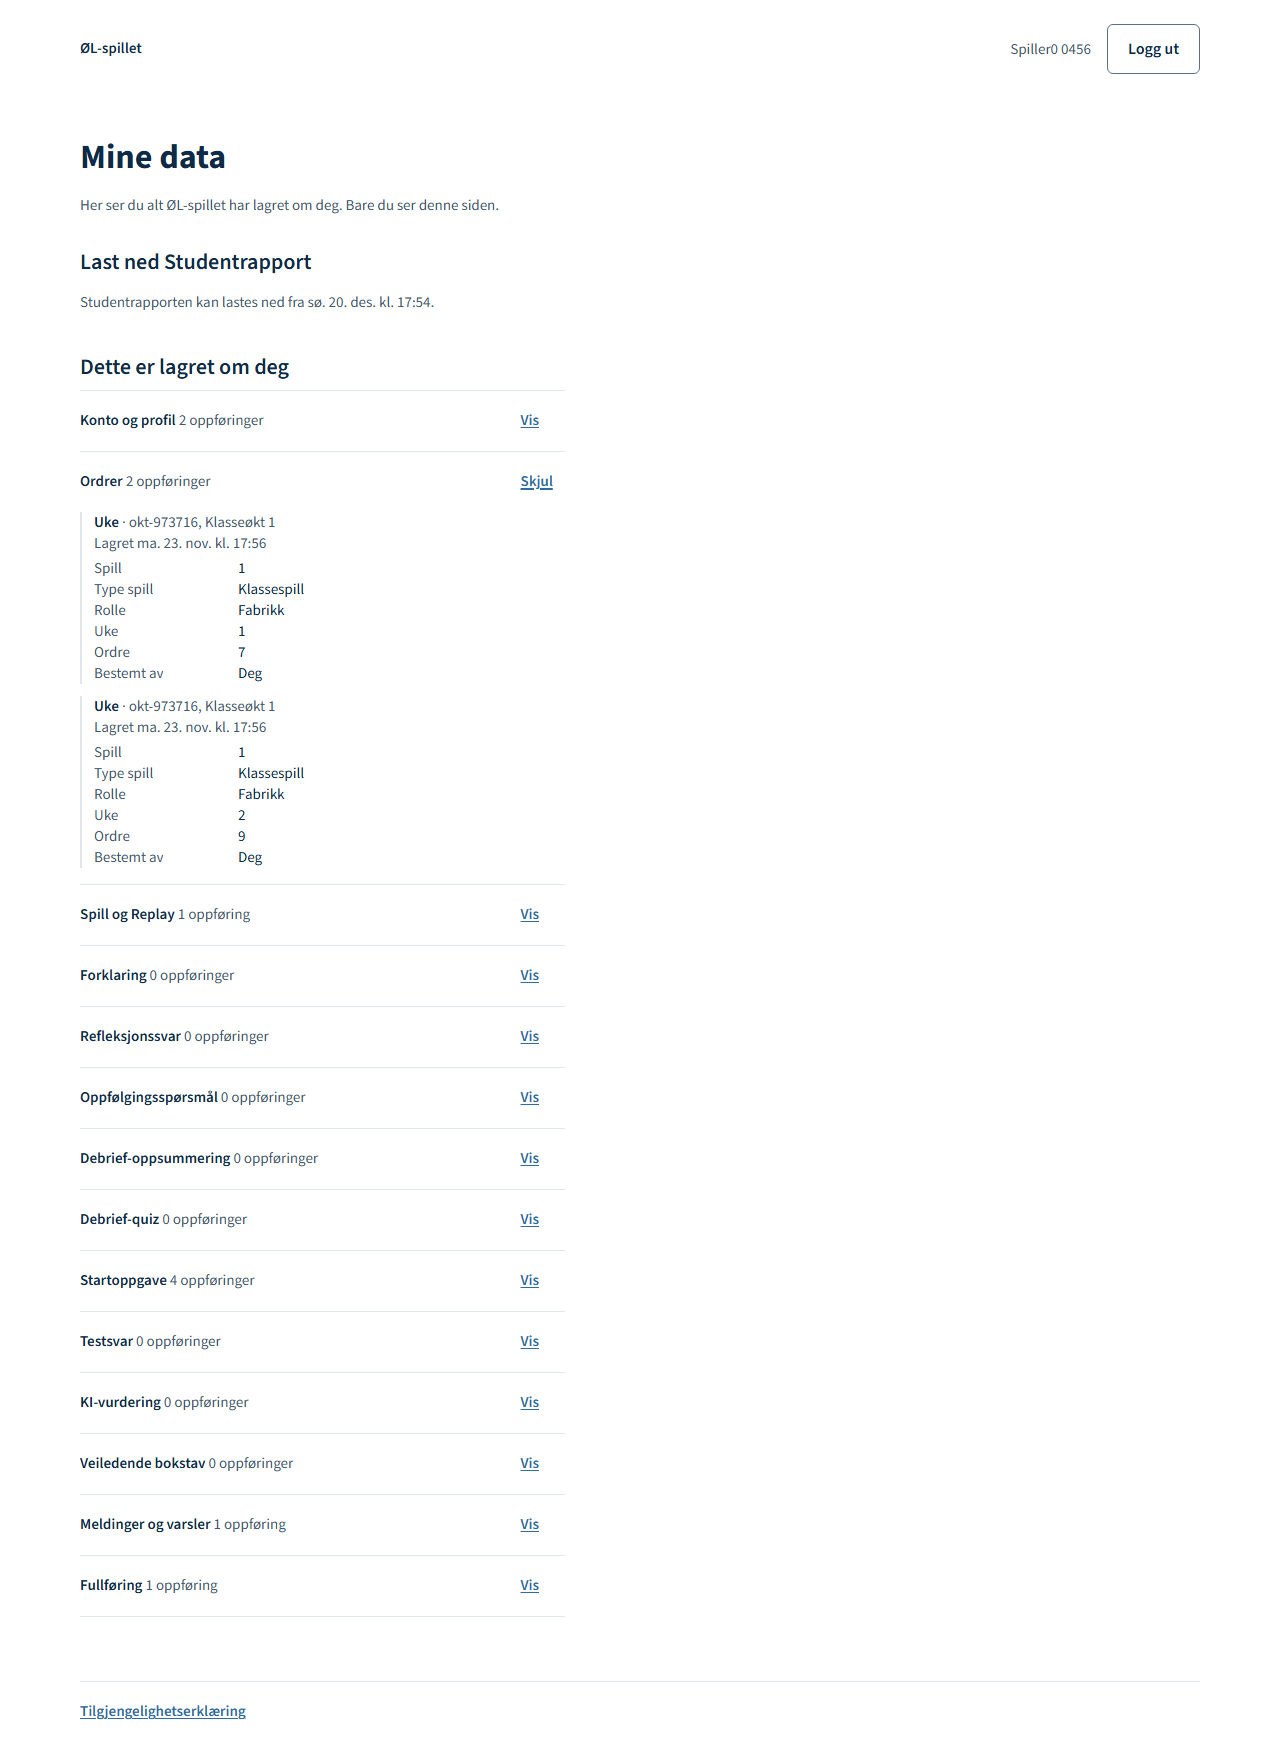 ØL-spillet
Spiller0 0456
Logg ut
Mine data
Her ser du alt ØL-spillet har lagret om deg. Bare du ser denne siden.
Last ned Studentrapport
Studentrapporten kan lastes ned fra sø. 20. des. kl. 17:54.
Dette er lagret om deg
Konto og profil 2 oppføringer Vis
Ordrer 2 oppføringer Skjul
Uke · okt-973716, Klasseøkt 1
Lagret ma. 23. nov. kl. 17:56
Spill 1
Type spill Klassespill
Rolle Fabrikk
Uke 1
Ordre 7
Bestemt av Deg
Uke · okt-973716, Klasseøkt 1
Lagret ma. 23. nov. kl. 17:56
Spill 1
Type spill Klassespill
Rolle Fabrikk
Uke 2
Ordre 9
Bestemt av Deg
Spill og Replay 1 oppføring Vis
Forklaring 0 oppføringer Vis
Refleksjonssvar 0 oppføringer Vis
Oppfølgingsspørsmål 0 oppføringer Vis
Debrief-oppsummering 0 oppføringer Vis
Debrief-quiz 0 oppføringer Vis
Startoppgave 4 oppføringer Vis
Testsvar 0 oppføringer Vis
KI-vurdering 0 oppføringer Vis
Veiledende bokstav 0 oppføringer Vis
Meldinger og varsler 1 oppføring Vis
Fullføring 1 oppføring Vis
Tilgjengelighetserklæring